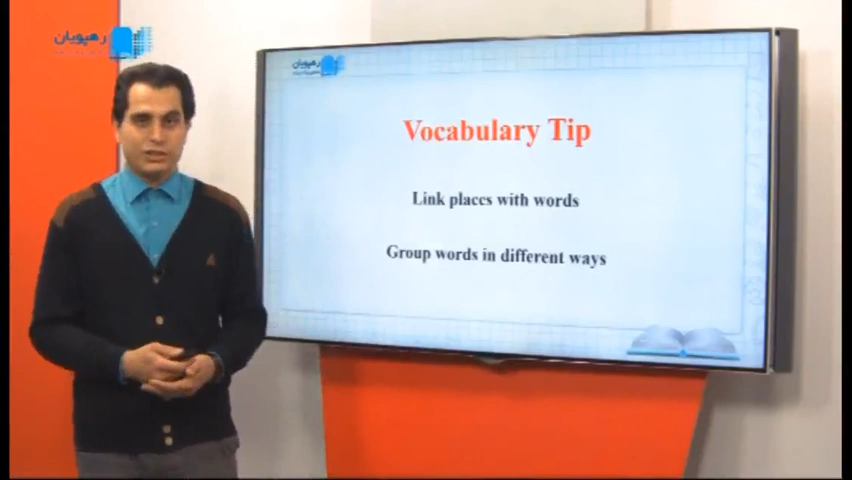 رهپویان
رهپویان
Vocabulary Tip
Link places with words
Group words in different ways